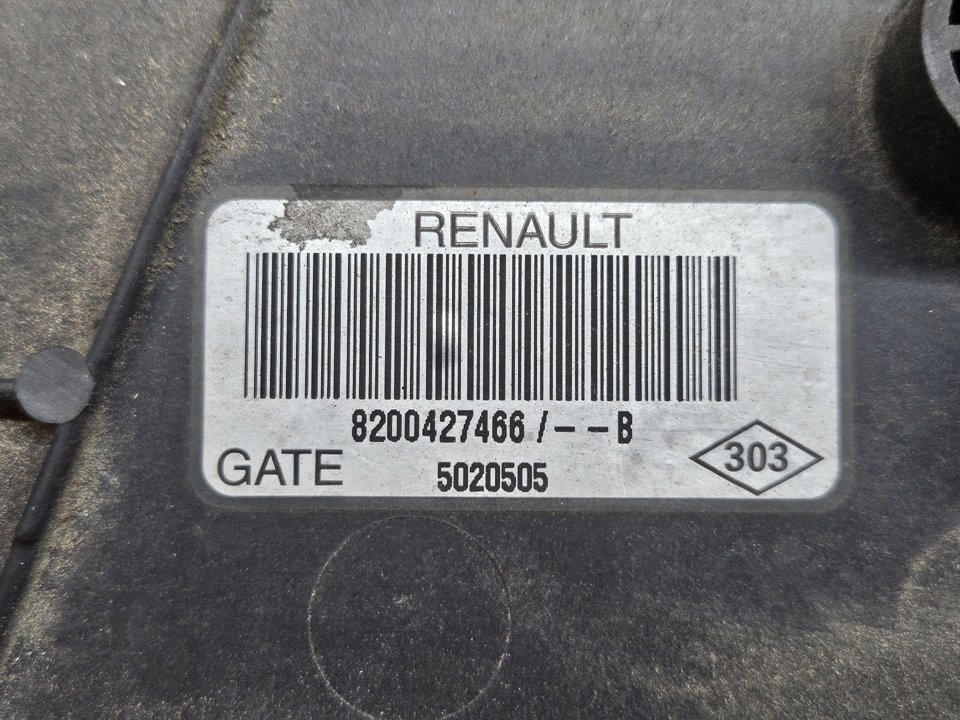 RENAULT
8200427466 / - - B
GATE
5020505
303